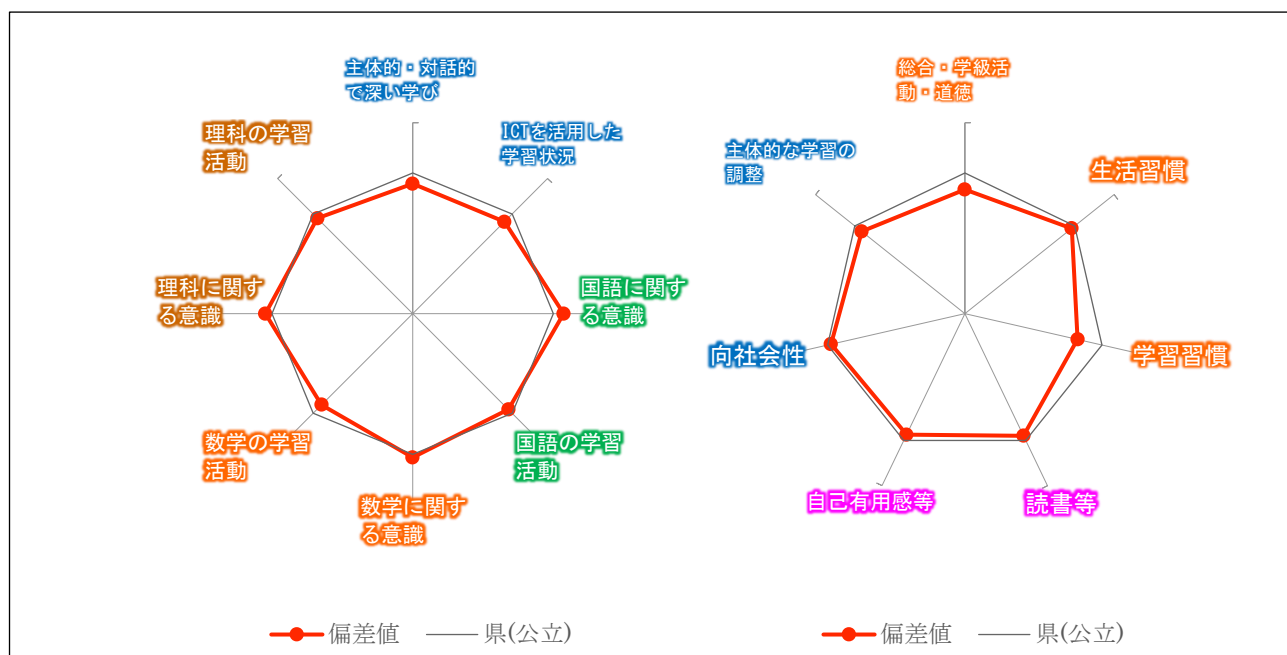 主体的・対話的
で深い学び
ICTを活用した
学習状況
国語に関す
る意識
国語の学習
活動
数学に関す
る意識
数学の学習
活動
理科に関す
る意識
理科の学習
活動
偏差値
県(公立)
総合・学級活
動・道徳
生活習慣
学習習慣
読書等
自己有用感等
向社会性
主体的な学習の
調整
偏差値
県(公立)